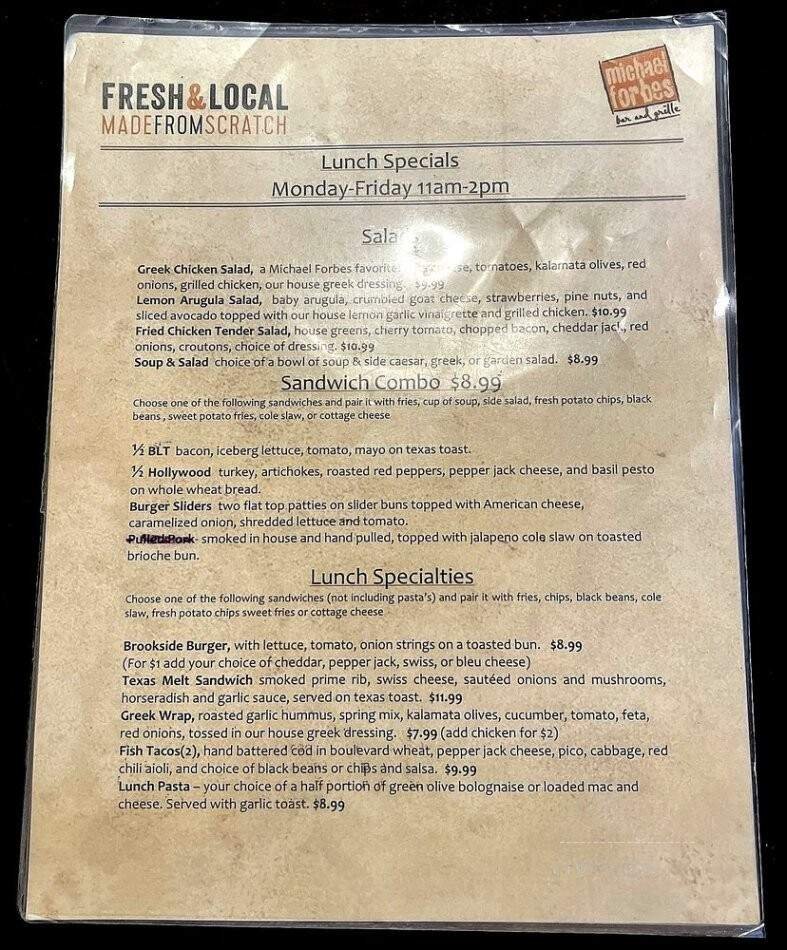 FRESH&LOCAL
MADEFROMSCRATCH
michael
forbes
bar and grille
Lunch Specials
Monday-Friday 11am-2pm
Greek Chicken Salad, a Michael Forbes favorite. tomatoes, kalamata olives, red
onions, grilled chicken, our house greek dressing. $9.99
Lemon Arugula Salad, baby arugula, crumbled goat cheese, strawberries, pine nuts, and
sliced avocado topped with our house lemon garlic vinaigrette and grilled chicken. $10.99
Fried Chicken Tender Salad, house greens, cherry tomato, chopped bacon, cheddar jack, red
onions, croutons, choice of dressing. $10.99
Soup & Salad choice of a bowl of soup & side caesar, greek, or garden salad. $8.99
Sandwich Combo $8.99
Choose one of the following sandwiches and pair it with fries, cup of soup, side salad, fresh potato chips, black
beans , sweet potato fries, cole slaw, or cottage cheese
½ BLT bacon, iceberg lettuce, tomato, mayo on texas toast.
½ Hollywood turkey, artichokes, roasted red peppers, pepper jack cheese, and basil pesto
on whole wheat bread.
Burger Sliders two flat top patties on slider buns topped with American cheese,
caramelized onion, shredded lettuce and tomato.
Pulled Pork- smoked in house and hand pulled, topped with jalapeno cole slaw on toasted
brioche bun.
Lunch Specialties
Choose one of the following sandwiches (not including pasta's) and pair it with fries, chips, black beans, cole
slaw, fresh potato chips sweet fries or cottage cheese
Brookside Burger, with lettuce, tomato, onion strings on a toasted bun. $8.99
(For $1 add your choice of cheddar, pepper jack, swiss, or bleu cheese)
Texas Melt Sandwich smoked prime rib, swiss cheese, sautéed onions and mushrooms,
horseradish and garlic sauce, served on texas toast. $11.99
Greek Wrap, roasted garlic hummus, spring mix, kalamata olives, cucumber, tomato, feta,
red onions, tossed in our house greek dressing. $7.99 (add chicken for $2)
Fish Tacos(2), hand battered cod in boulevard wheat, pepper jack cheese, pico, cabbage, red
chili aioli, and choice of black beans or chips and salsa. $9.99
Lunch Pasta – your choice of a half portion of green olive bolognaise or loaded mac and
cheese. Served with garlic toast. $8.99